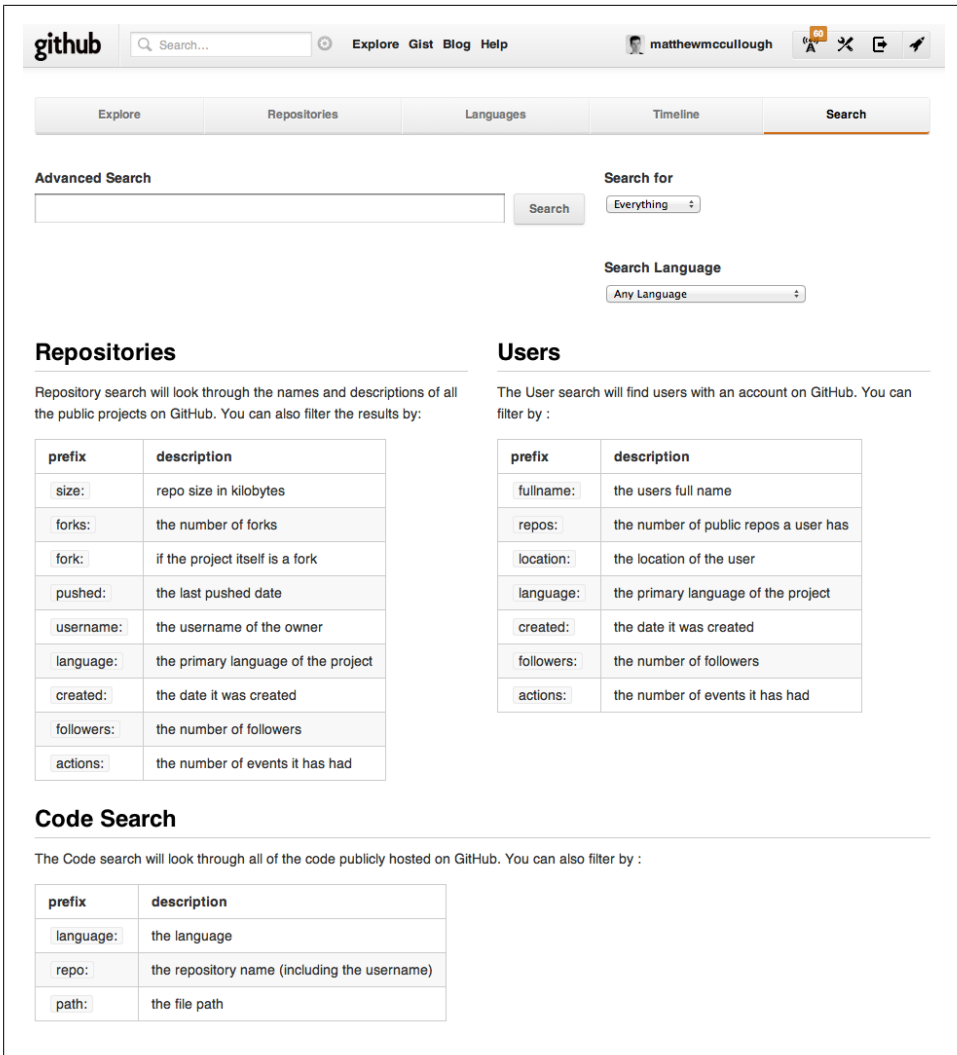 github Search... Explore Gist Blog Help matthewmccullough 60
Explore Repositories Languages Timeline Search
Advanced Search
Search
Search for
Everything
Search Language
Any Language
Repositories
Repository search will look through the names and descriptions of all
the public projects on GitHub. You can also filter the results by:
prefix description
size: repo size in kilobytes
forks: the number of forks
fork: if the project itself is a fork
pushed: the last pushed date
username: the username of the owner
language: the primary language of the project
created: the date it was created
followers: the number of followers
actions: the number of events it has had
Users
The User search will find users with an account on GitHub. You can
filter by :
prefix description
fullname: the users full name
repos: the number of public repos a user has
location: the location of the user
language: the primary language of the project
created: the date it was created
followers: the number of followers
actions: the number of events it has had
Code Search
The Code search will look through all of the code publicly hosted on GitHub. You can also filter by :
prefix description
language: the language
repo: the repository name (including the username)
path: the file path